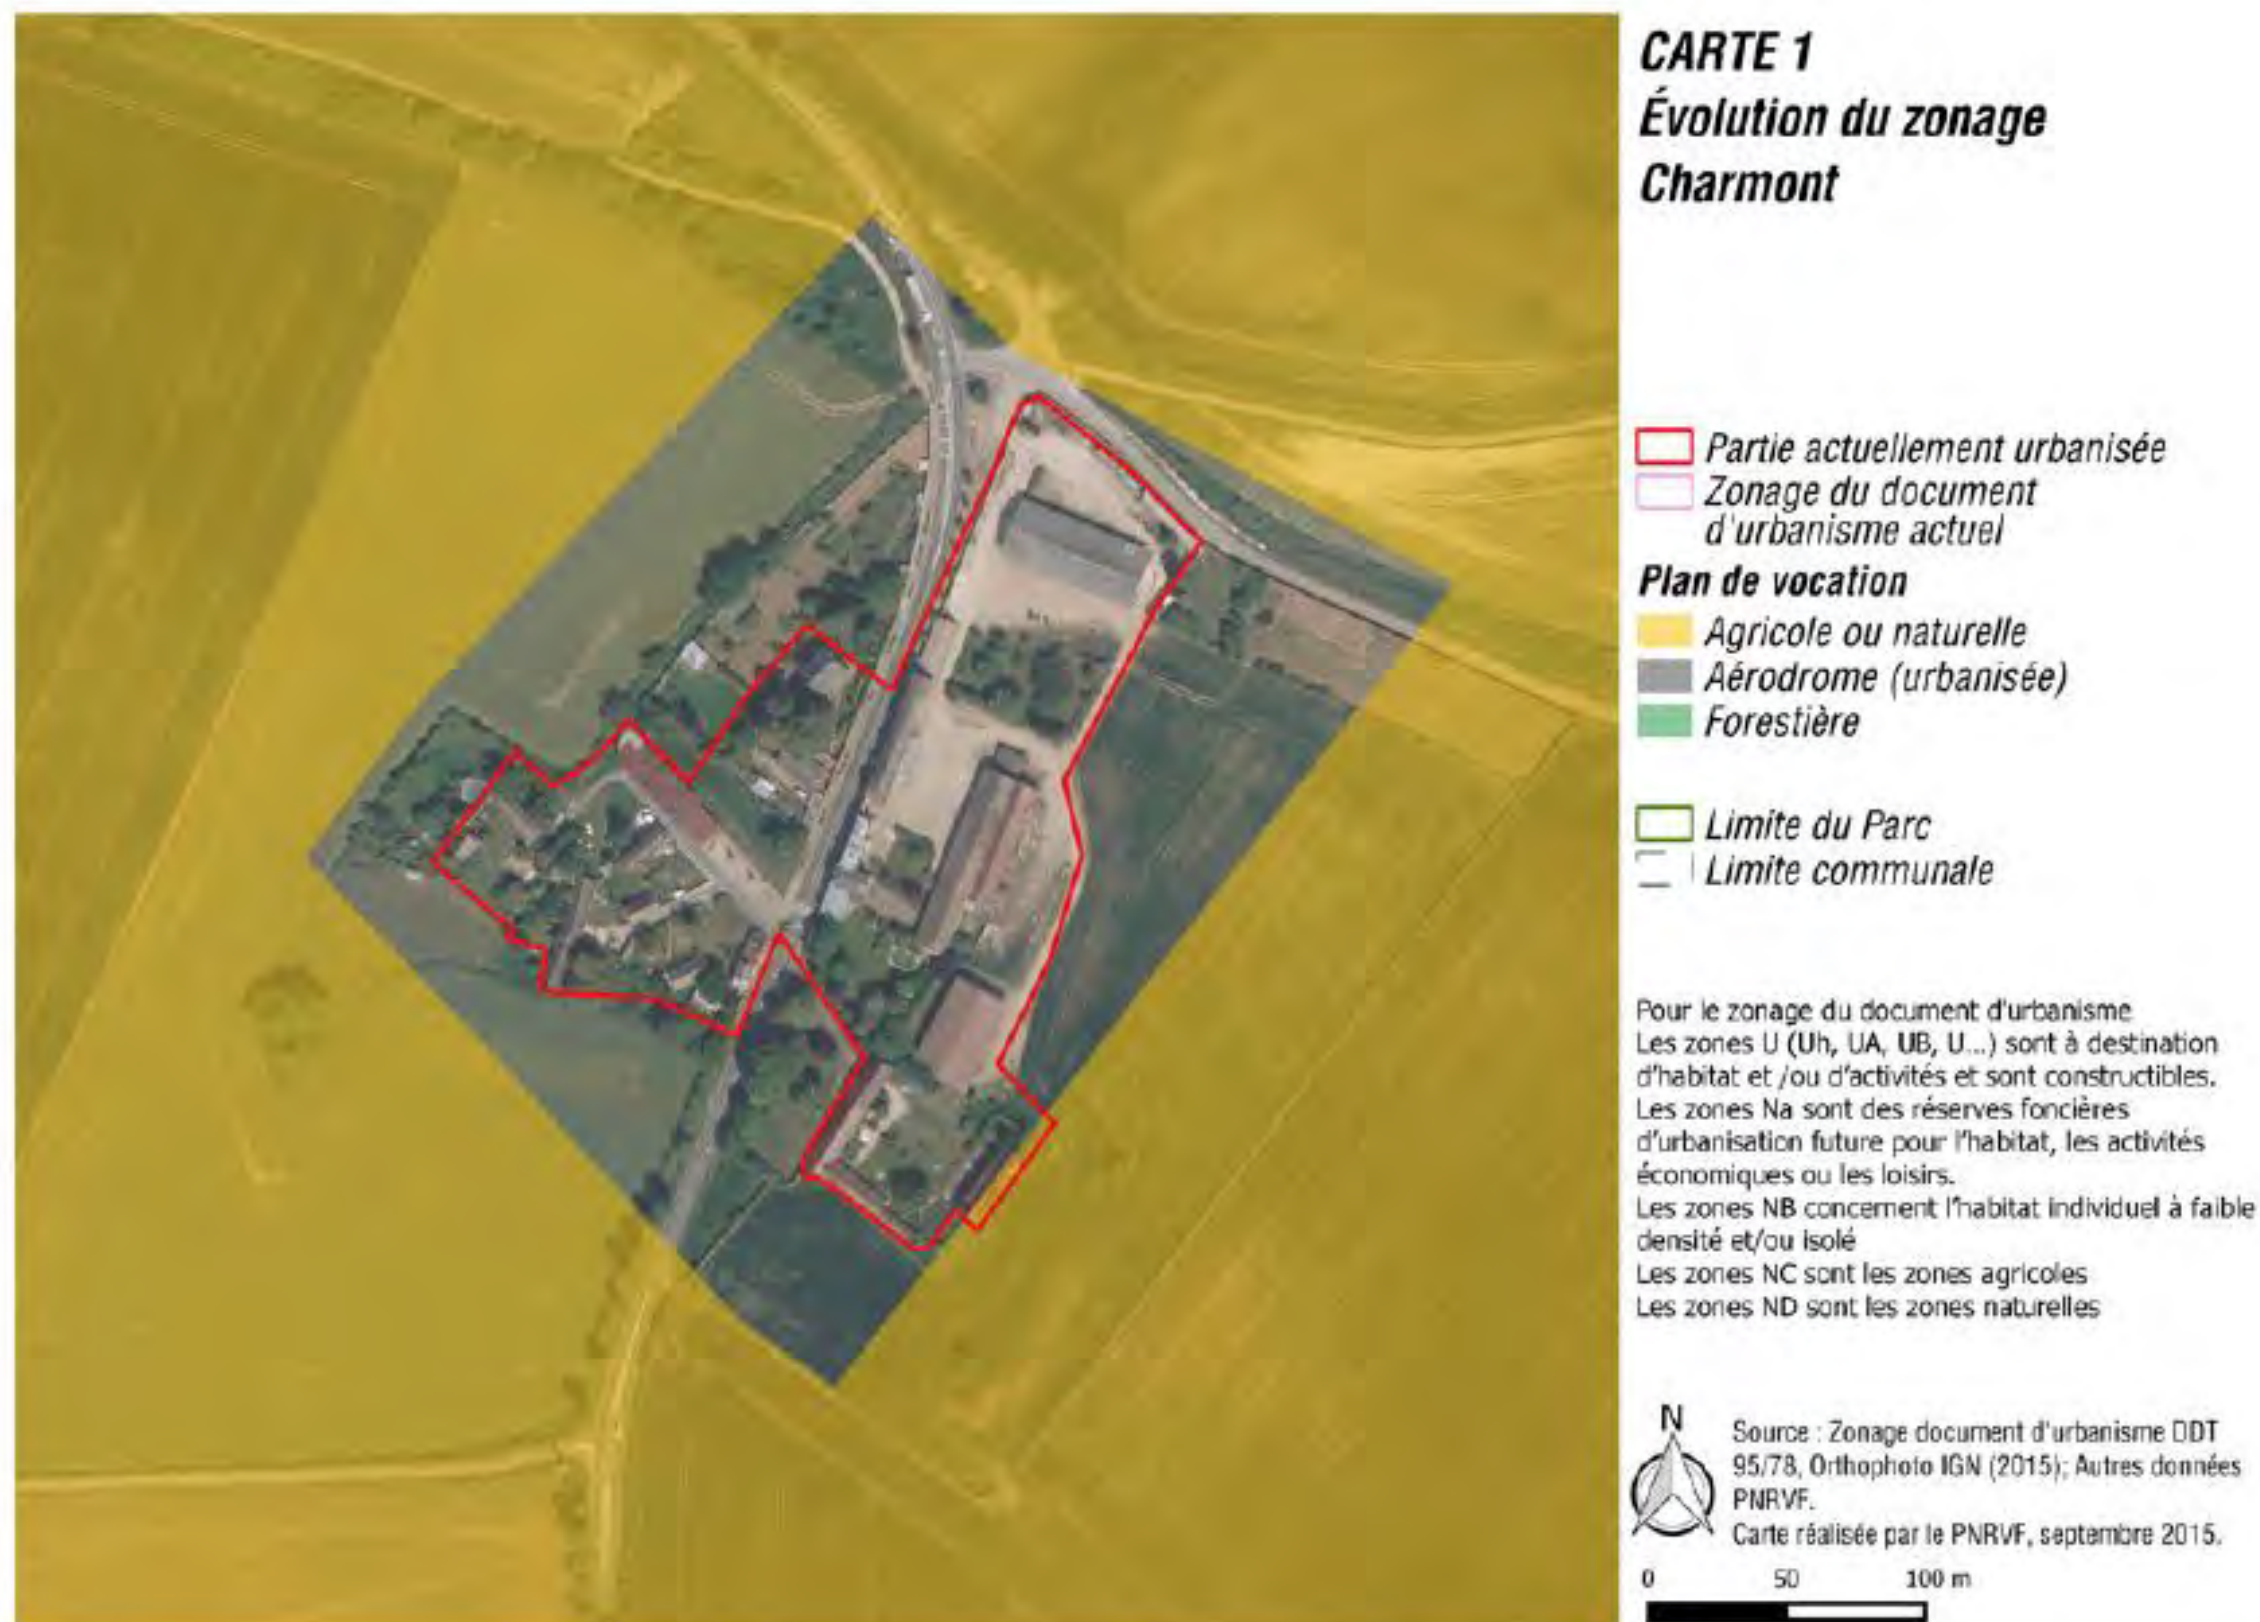 CARTE 1
Évolution du zonage
Charmont
Partie actuellement urbanisée
Zonage du document
d'urbanisme actuel
Plan de vocation
Agricole ou naturelle
Aérodrome (urbanisée)
Forestière
Limite du Parc
Limite communale
Pour le zonage du document d'urbanisme
Les zones U (Uh, UA, UB, U...) sont à destination
d'habitat et /ou d'activités et sont constructibles.
Les zones Na sont des réserves foncières
d'urbanisation future pour l'habitat, les activités
économiques ou les loisirs.
Les zones NB concernent l'habitat individuel à faible
densité et/ou isolé
Les zones NC sont les zones agricoles
Les zones ND sont les zones naturelles
N
Source : Zonage document d'urbanisme DDT
95/78, Orthophoto IGN (2015); Autres données
PNRVF.
Carte réalisée par le PNRVF, septembre 2015.
0 50 100 m